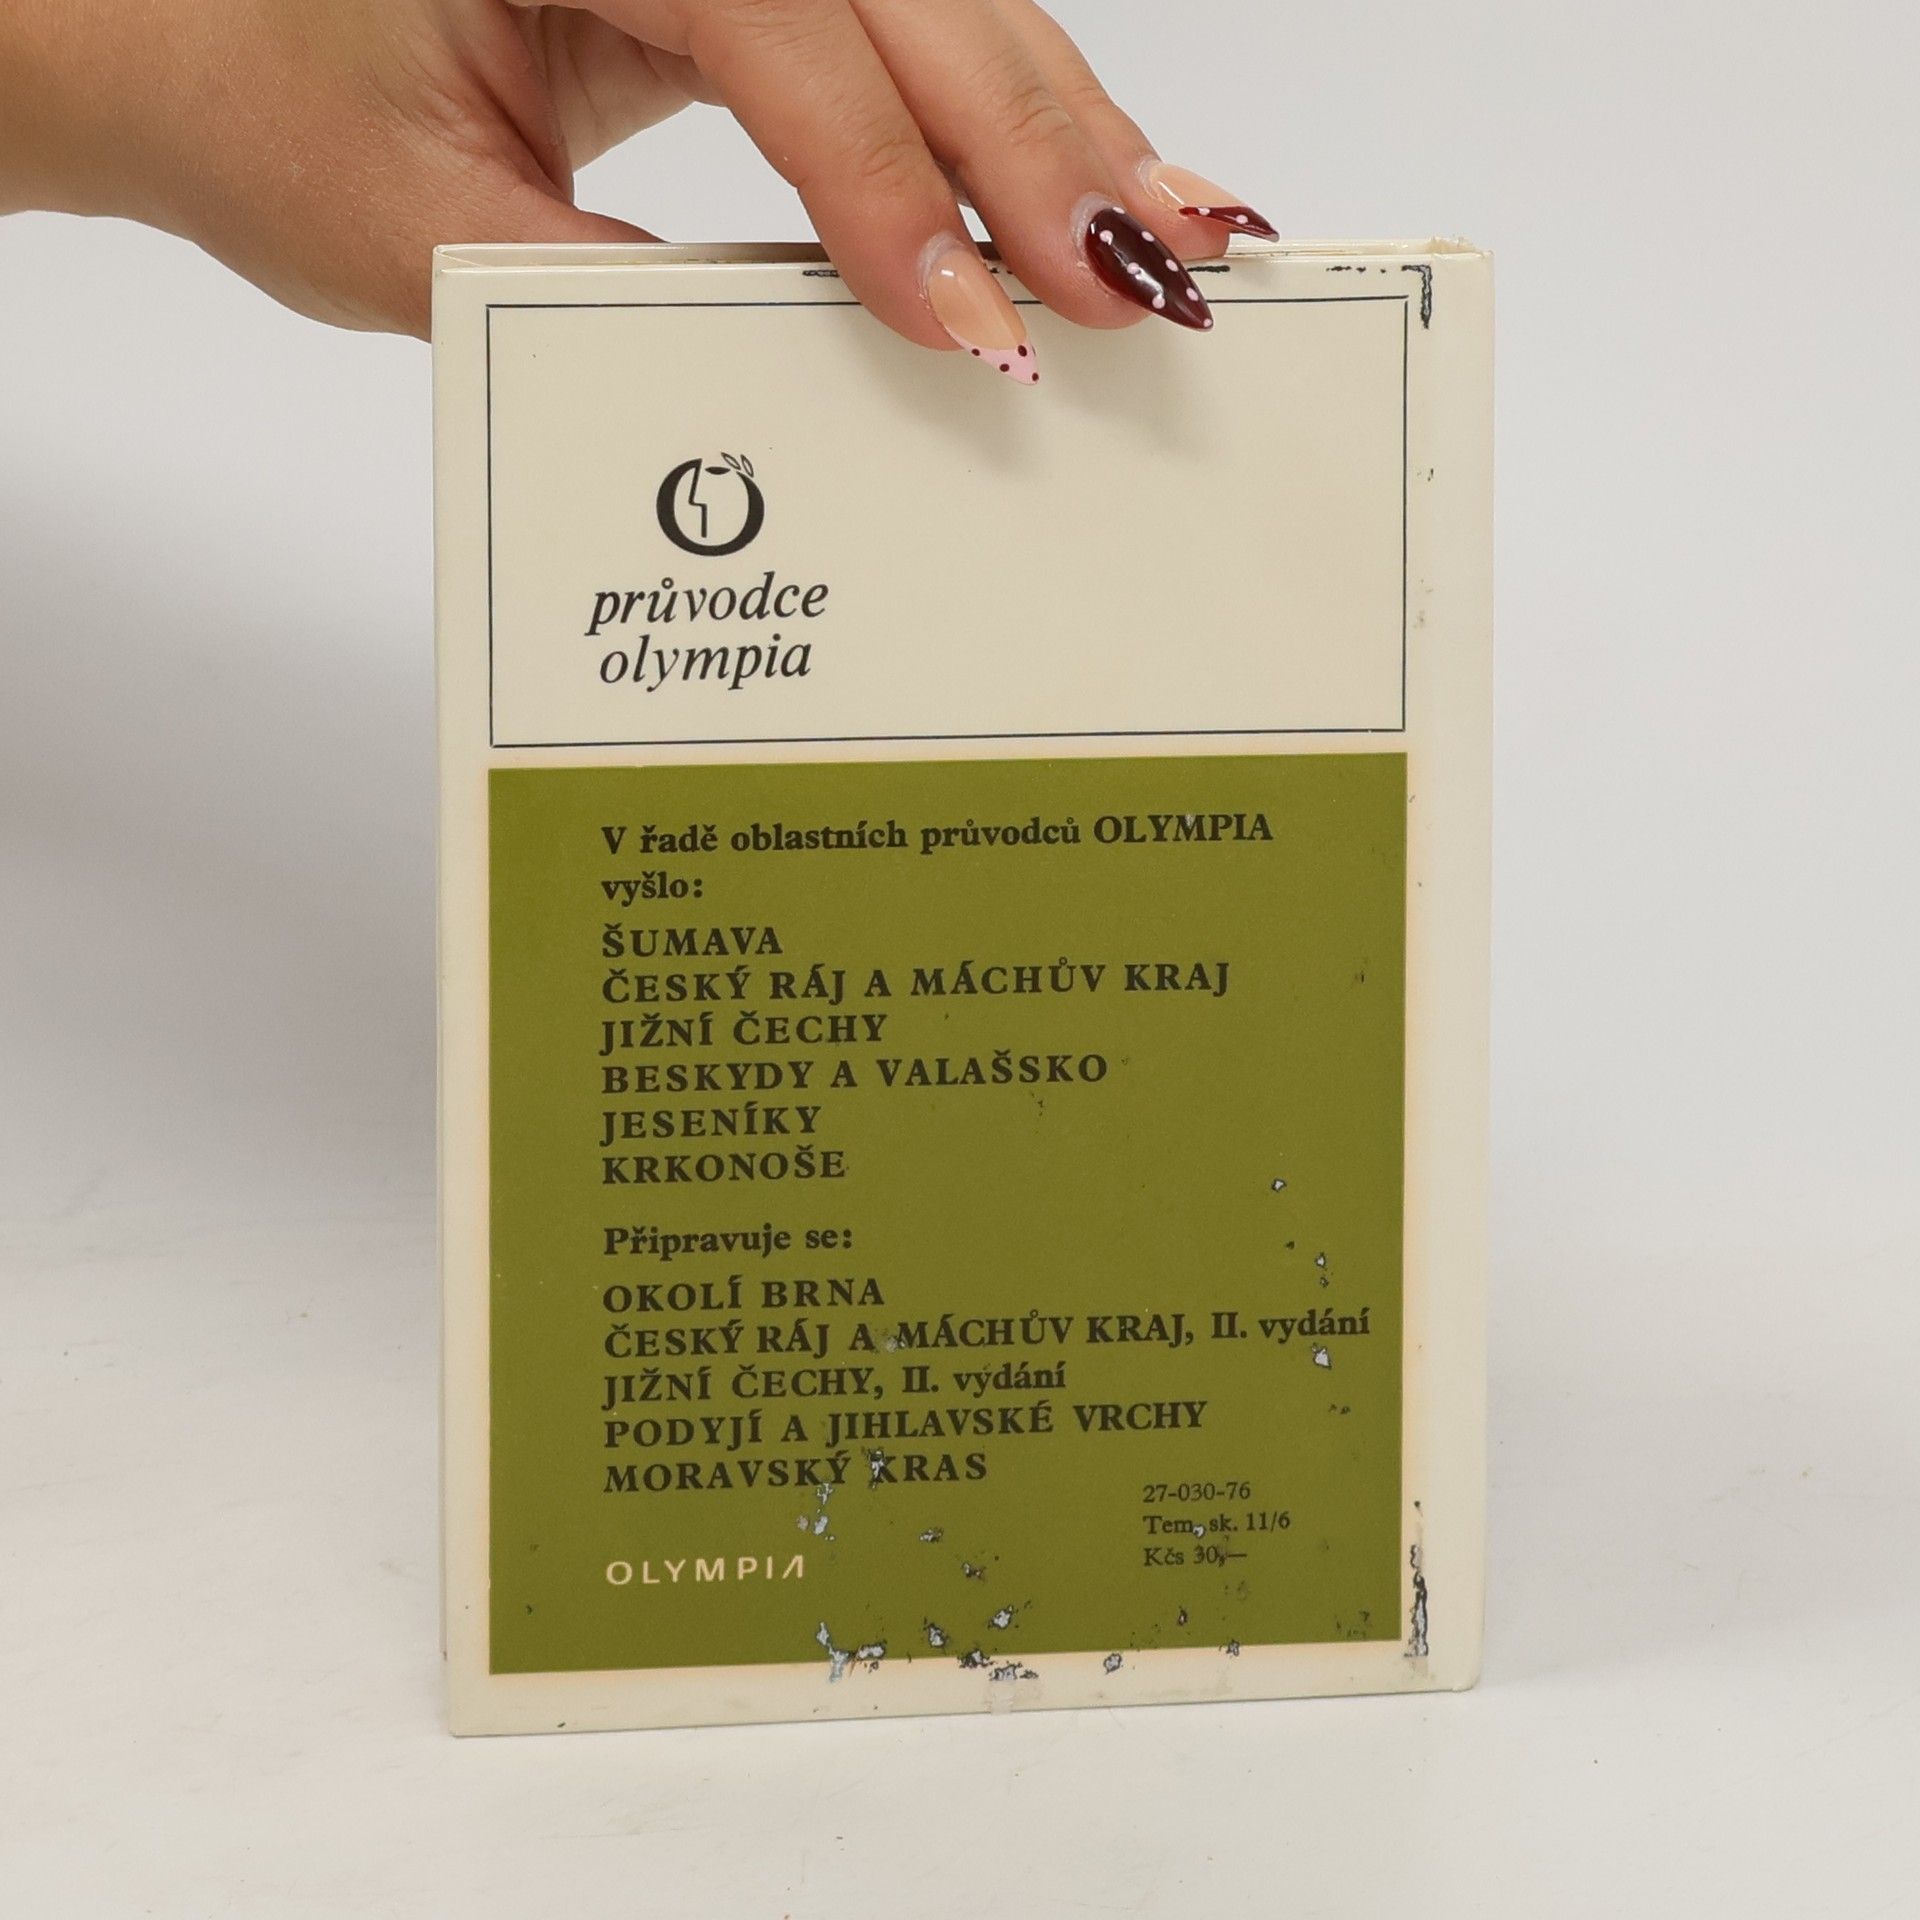 průvodce
olympia
V řadě oblastních průvodců OLYMPIA
vyšlo:
ŠUMAVA
ČESKÝ RÁJ A MÁCHŮV KRAJ
JIŽNÍ ČECHY
BESKYDY A VALAŠSKO
JESENÍKY
KRKONOŠE
Připravuje se:
OKOLÍ BRNA
ČESKÝ RÁJ A MÁCHŮV KRAJ, II. vydání
JIŽNÍ ČECHY, II. vydání
PODYJÍ A JIHLAVSKÉ VRCHY
MORAVSKÝ KRAS
27-030-76
Tem. sk. 11/6
Kčs 30,—
OLYMPIA